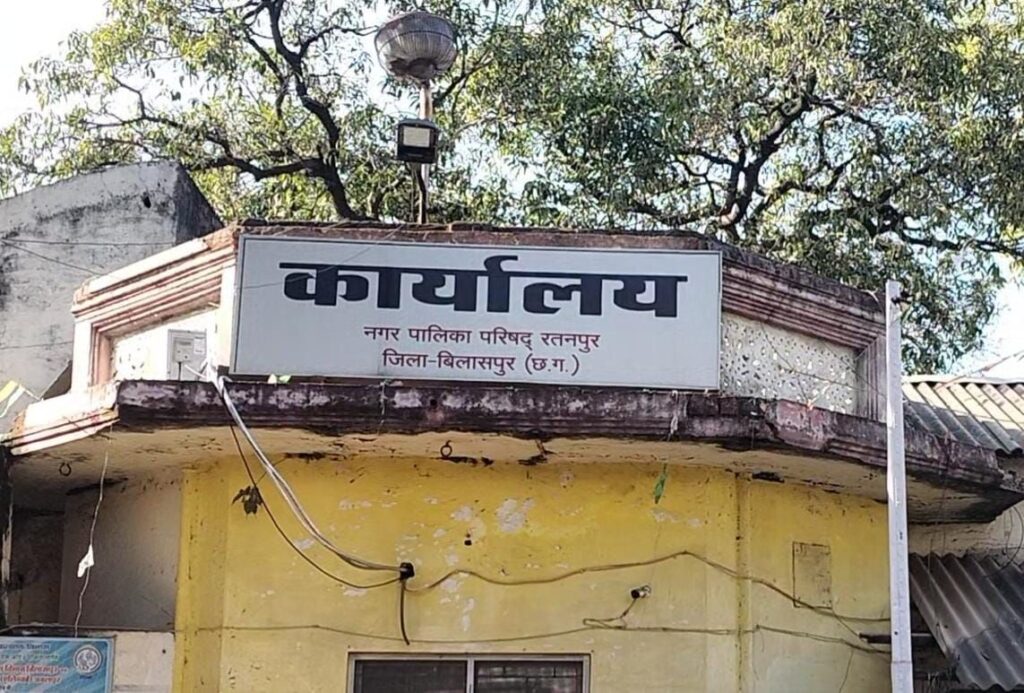 कार्यालय
नगर पालिका परिषद् रतनपुर
जिला-बिलासपुर (छ.ग.)